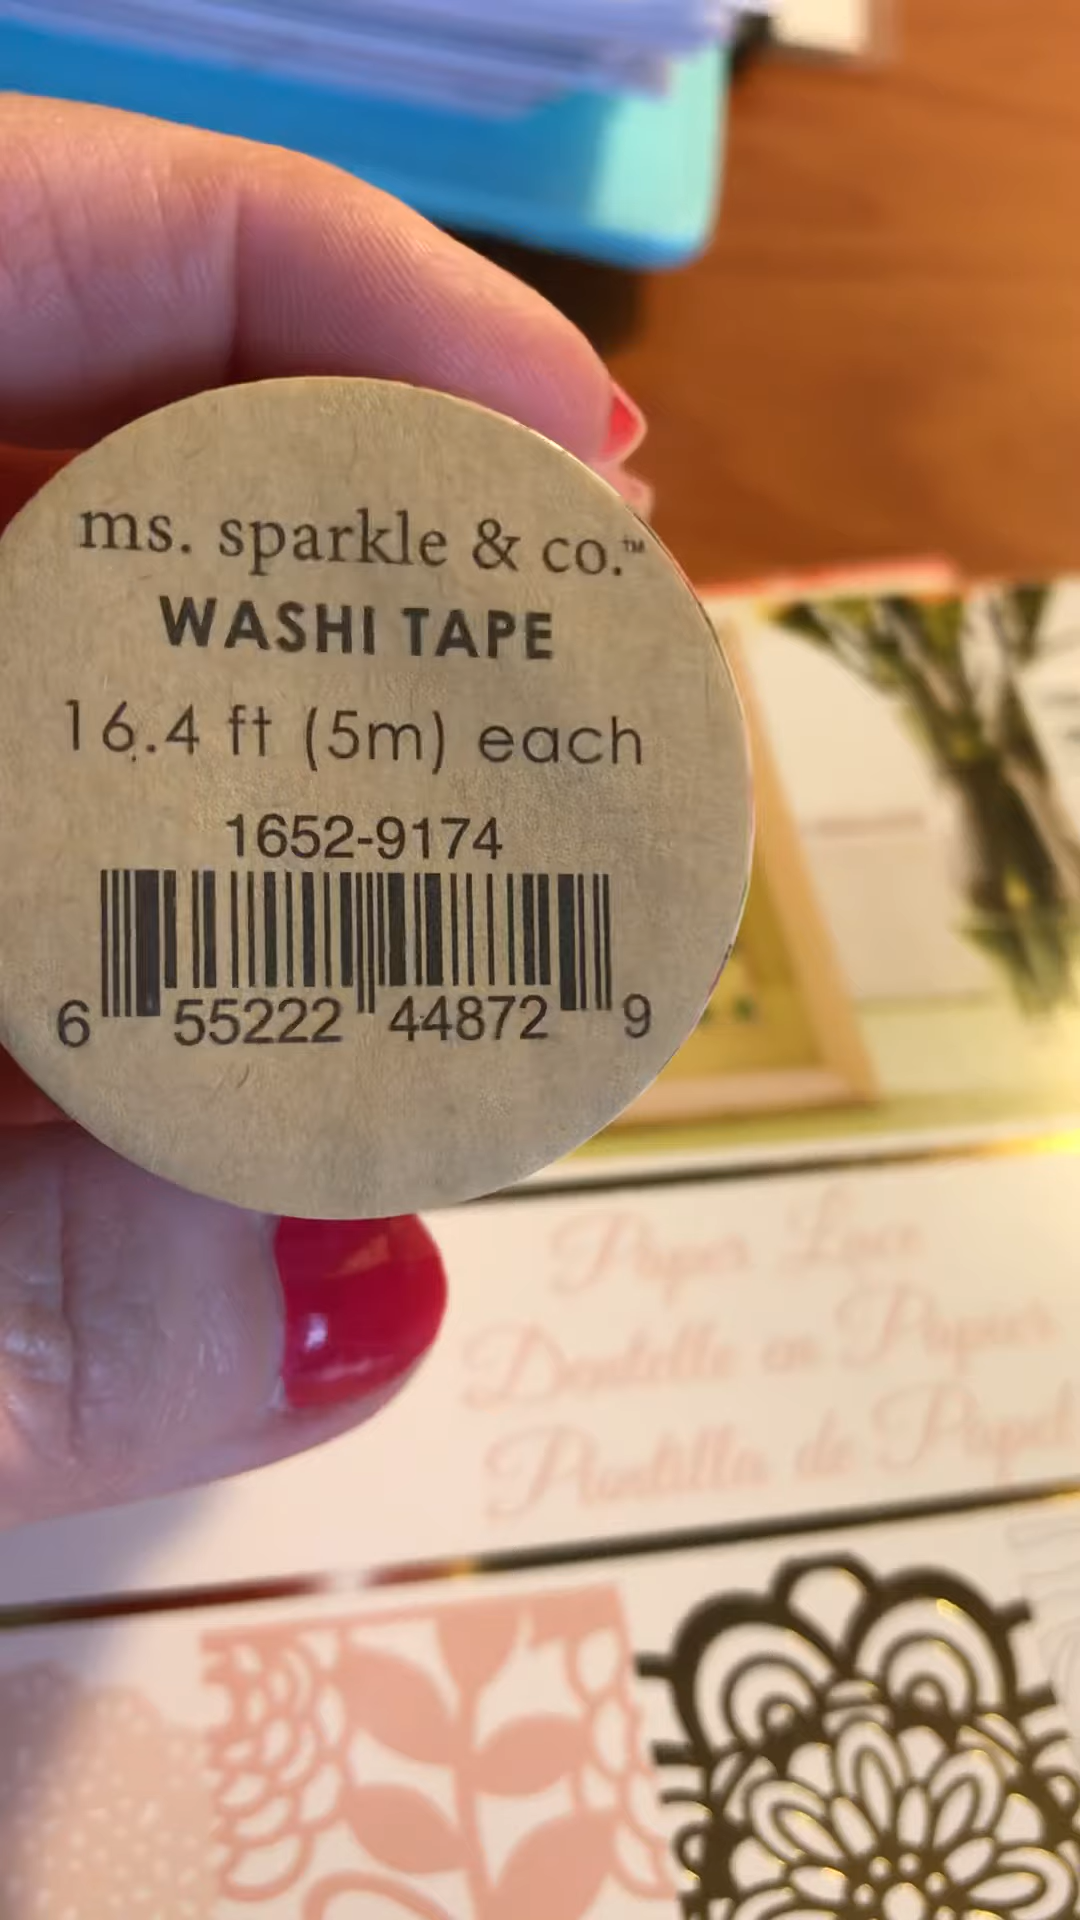 ms. sparkle & co.™
WASHI TAPE
16.4 ft (5m) each
1652-9174
6 55222 44872 9
Paper Lace
Dentelle en Papier
Plantilla de Papel